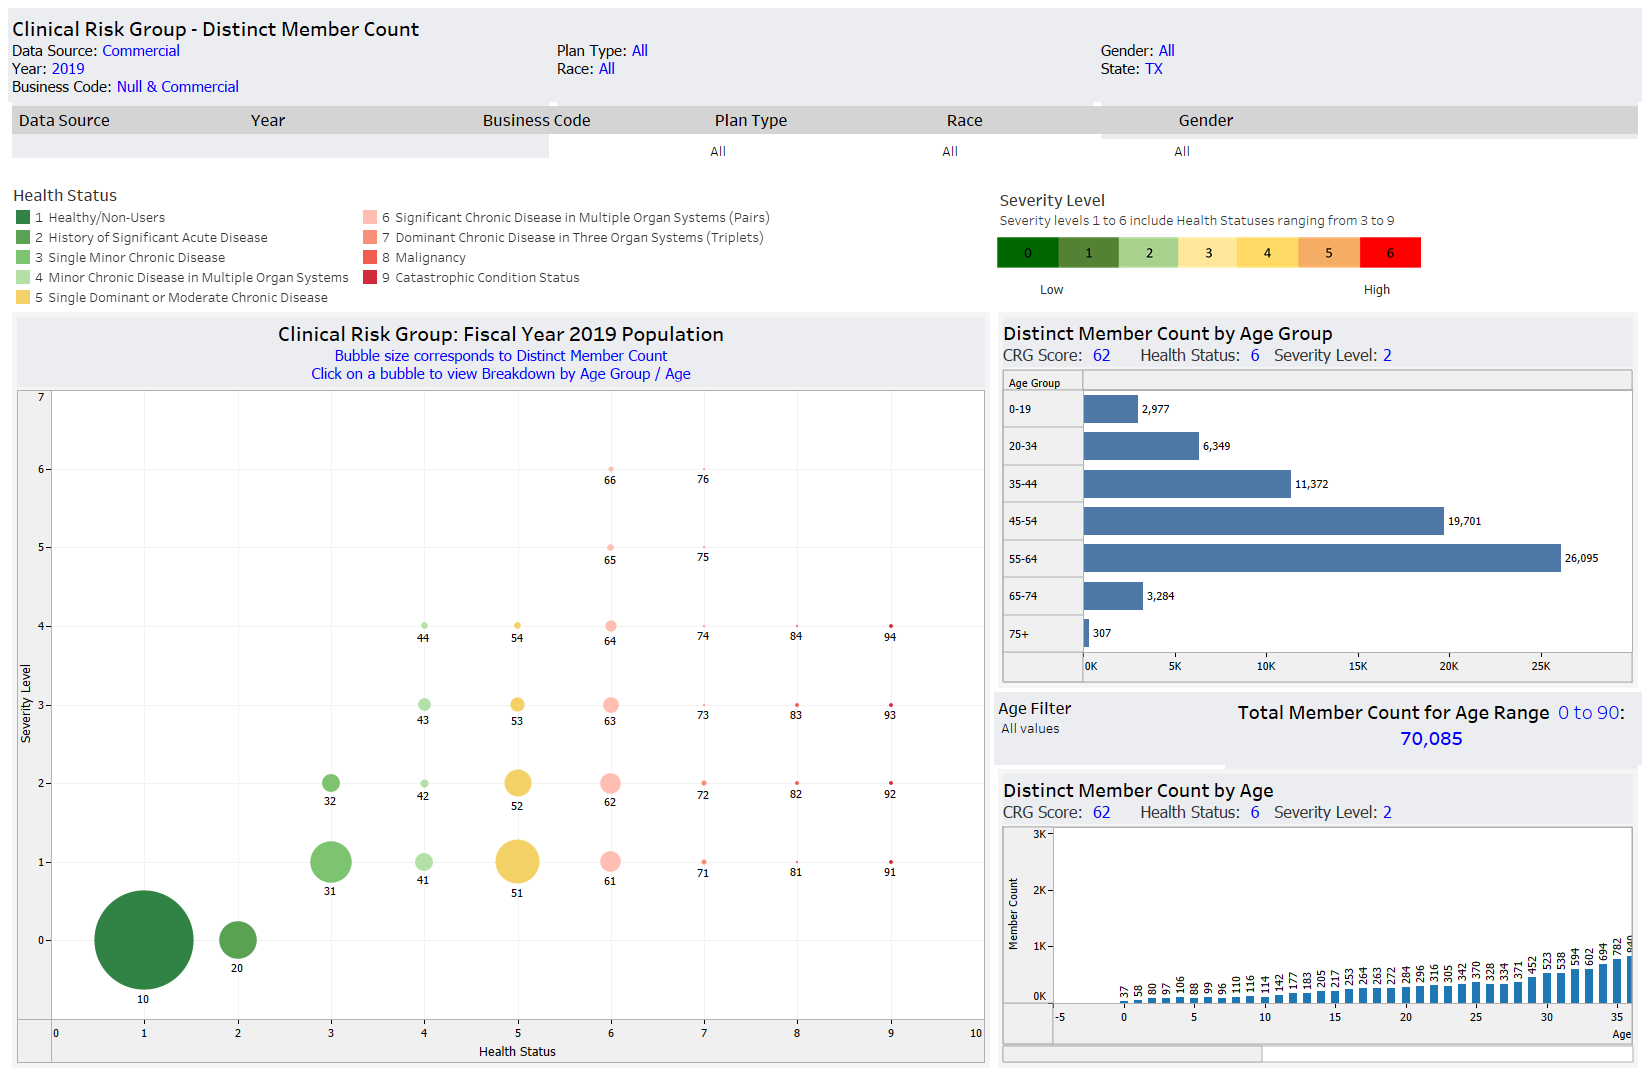 Clinical Risk Group - Distinct Member Count
Data Source: Commercial
Plan Type: All
Gender: All
Year: 2019
Race: All
State: TX
Business Code: Null & Commercial
Data Source Year Business Code Plan Type Race Gender
All All All
Health Status
1 Healthy/Non-Users
2 History of Significant Acute Disease
3 Single Minor Chronic Disease
4 Minor Chronic Disease in Multiple Organ Systems
5 Single Dominant or Moderate Chronic Disease
6 Significant Chronic Disease in Multiple Organ Systems (Pairs)
7 Dominant Chronic Disease in Three Organ Systems (Triplets)
8 Malignancy
9 Catastrophic Condition Status
Severity Level
Severity levels 1 to 6 include Health Statuses ranging from 3 to 9
0 1 2 3 4 5 6
Low High
Clinical Risk Group: Fiscal Year 2019 Population
Bubble size corresponds to Distinct Member Count
Click on a bubble to view Breakdown by Age Group / Age
7
6
66 76
5
65 75
4
44 54 64 74 84 94
3
43 53 63 73 83 93
2
32 42 52 62 72 82 92
1
31 41 51 61 71 81 91
0
10 20
Severity Level
0 1 2 3 4 5 6 7 8 9 10
Health Status
Distinct Member Count by Age Group
CRG Score: 62 Health Status: 6 Severity Level: 2
Age Group
0-19 2,977
20-34 6,349
35-44 11,372
45-54 19,701
55-64 26,095
65-74 3,284
75+ 307
0K 5K 10K 15K 20K 25K
Age Filter
All values
Total Member Count for Age Range 0 to 90:
70,085
Distinct Member Count by Age
CRG Score: 62 Health Status: 6 Severity Level: 2
3K
2K
1K
0K
Member Count
37 58 80 97 106 88 99 96 110 116 114 142 177 183 205 217 253 264 263 272 284 296 316 305 342 370 328 334 371 452 523 538 594 602 694 782
-5 0 5 10 15 20 25 30 35
Age